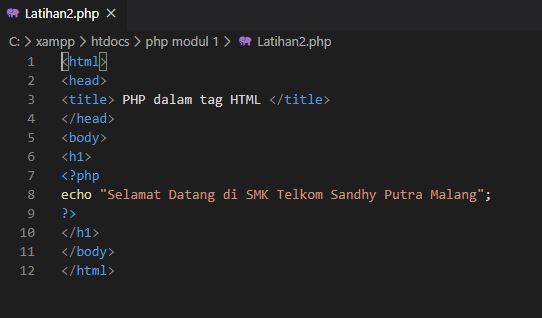 Latihan2.php ×
C: > xampp > htdocs > php modul 1 > Latihan2.php
1 <html>
2 <head>
3 <title> PHP dalam tag HTML </title>
4 </head>
5 <body>
6 <h1>
7 <?php
8 echo "Selamat Datang di SMK Telkom Sandhy Putra Malang";
9 ?>
10 </h1>
11 </body>
12 </html>